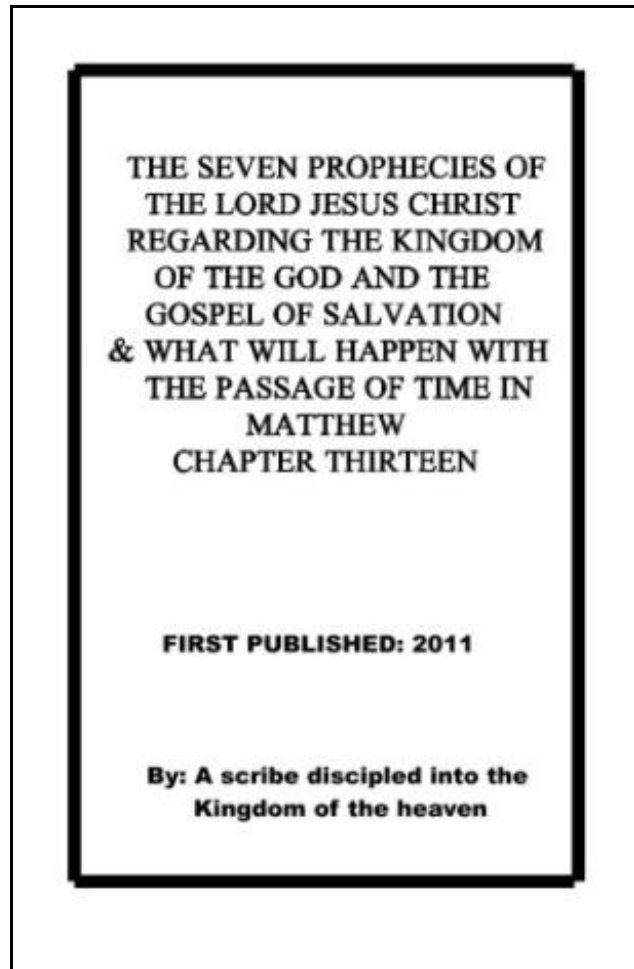 THE SEVEN PROPHECIES OF
THE LORD JESUS CHRIST
REGARDING THE KINGDOM
OF THE GOD AND THE
GOSPEL OF SALVATION
& WHAT WILL HAPPEN WITH
THE PASSAGE OF TIME IN
MATTHEW
CHAPTER THIRTEEN
FIRST PUBLISHED: 2011
By: A scribe discipled into the
Kingdom of the heaven